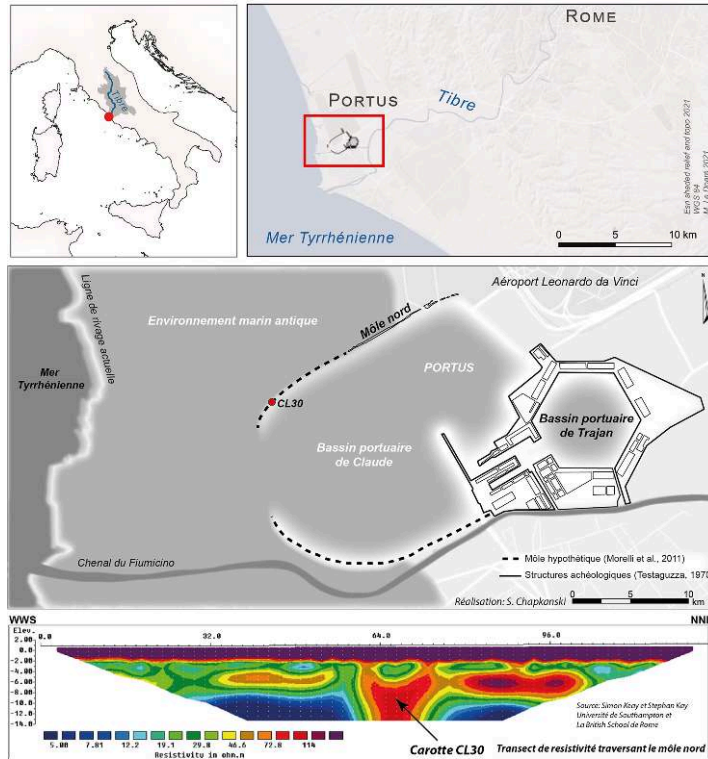 Tibre
ROME
PORTUS
Tibre
Mer Tyrrhénienne
0 5 10 km
Esri shaded relief and topo 2021
WGS 84
Ligne de rivage actuelle
Environnement marin antique
Môle nord
Aéroport Leonardo da Vinci
Mer
Tyrrhénienne
PORTUS
CL30
Bassin portuaire
de Claude
Bassin portuaire
de Trajan
Chenal du Fiumicino
Môle hypothétique (Morelli et al., 2011)
Structures achéologiques (Testaguzza, 1970
Réalisation: S. Chapkanski
0 10
km
WWS
NN
Elev.
0.0 32.0 64.0 96.0
2.00
0.00
-2.00
-4.00
-6.00
-8.00
-10.0
-12.0
-14.0
5.00 7.81 12.2 19.1 29.8 46.6 72.8 114
Resistivity in ohm.m
Source: Simon Keay et Stephan Kay
Université de Southampton et
La British School de Rome
Carotte CL30
Transect de resistivité traversant le môle nord